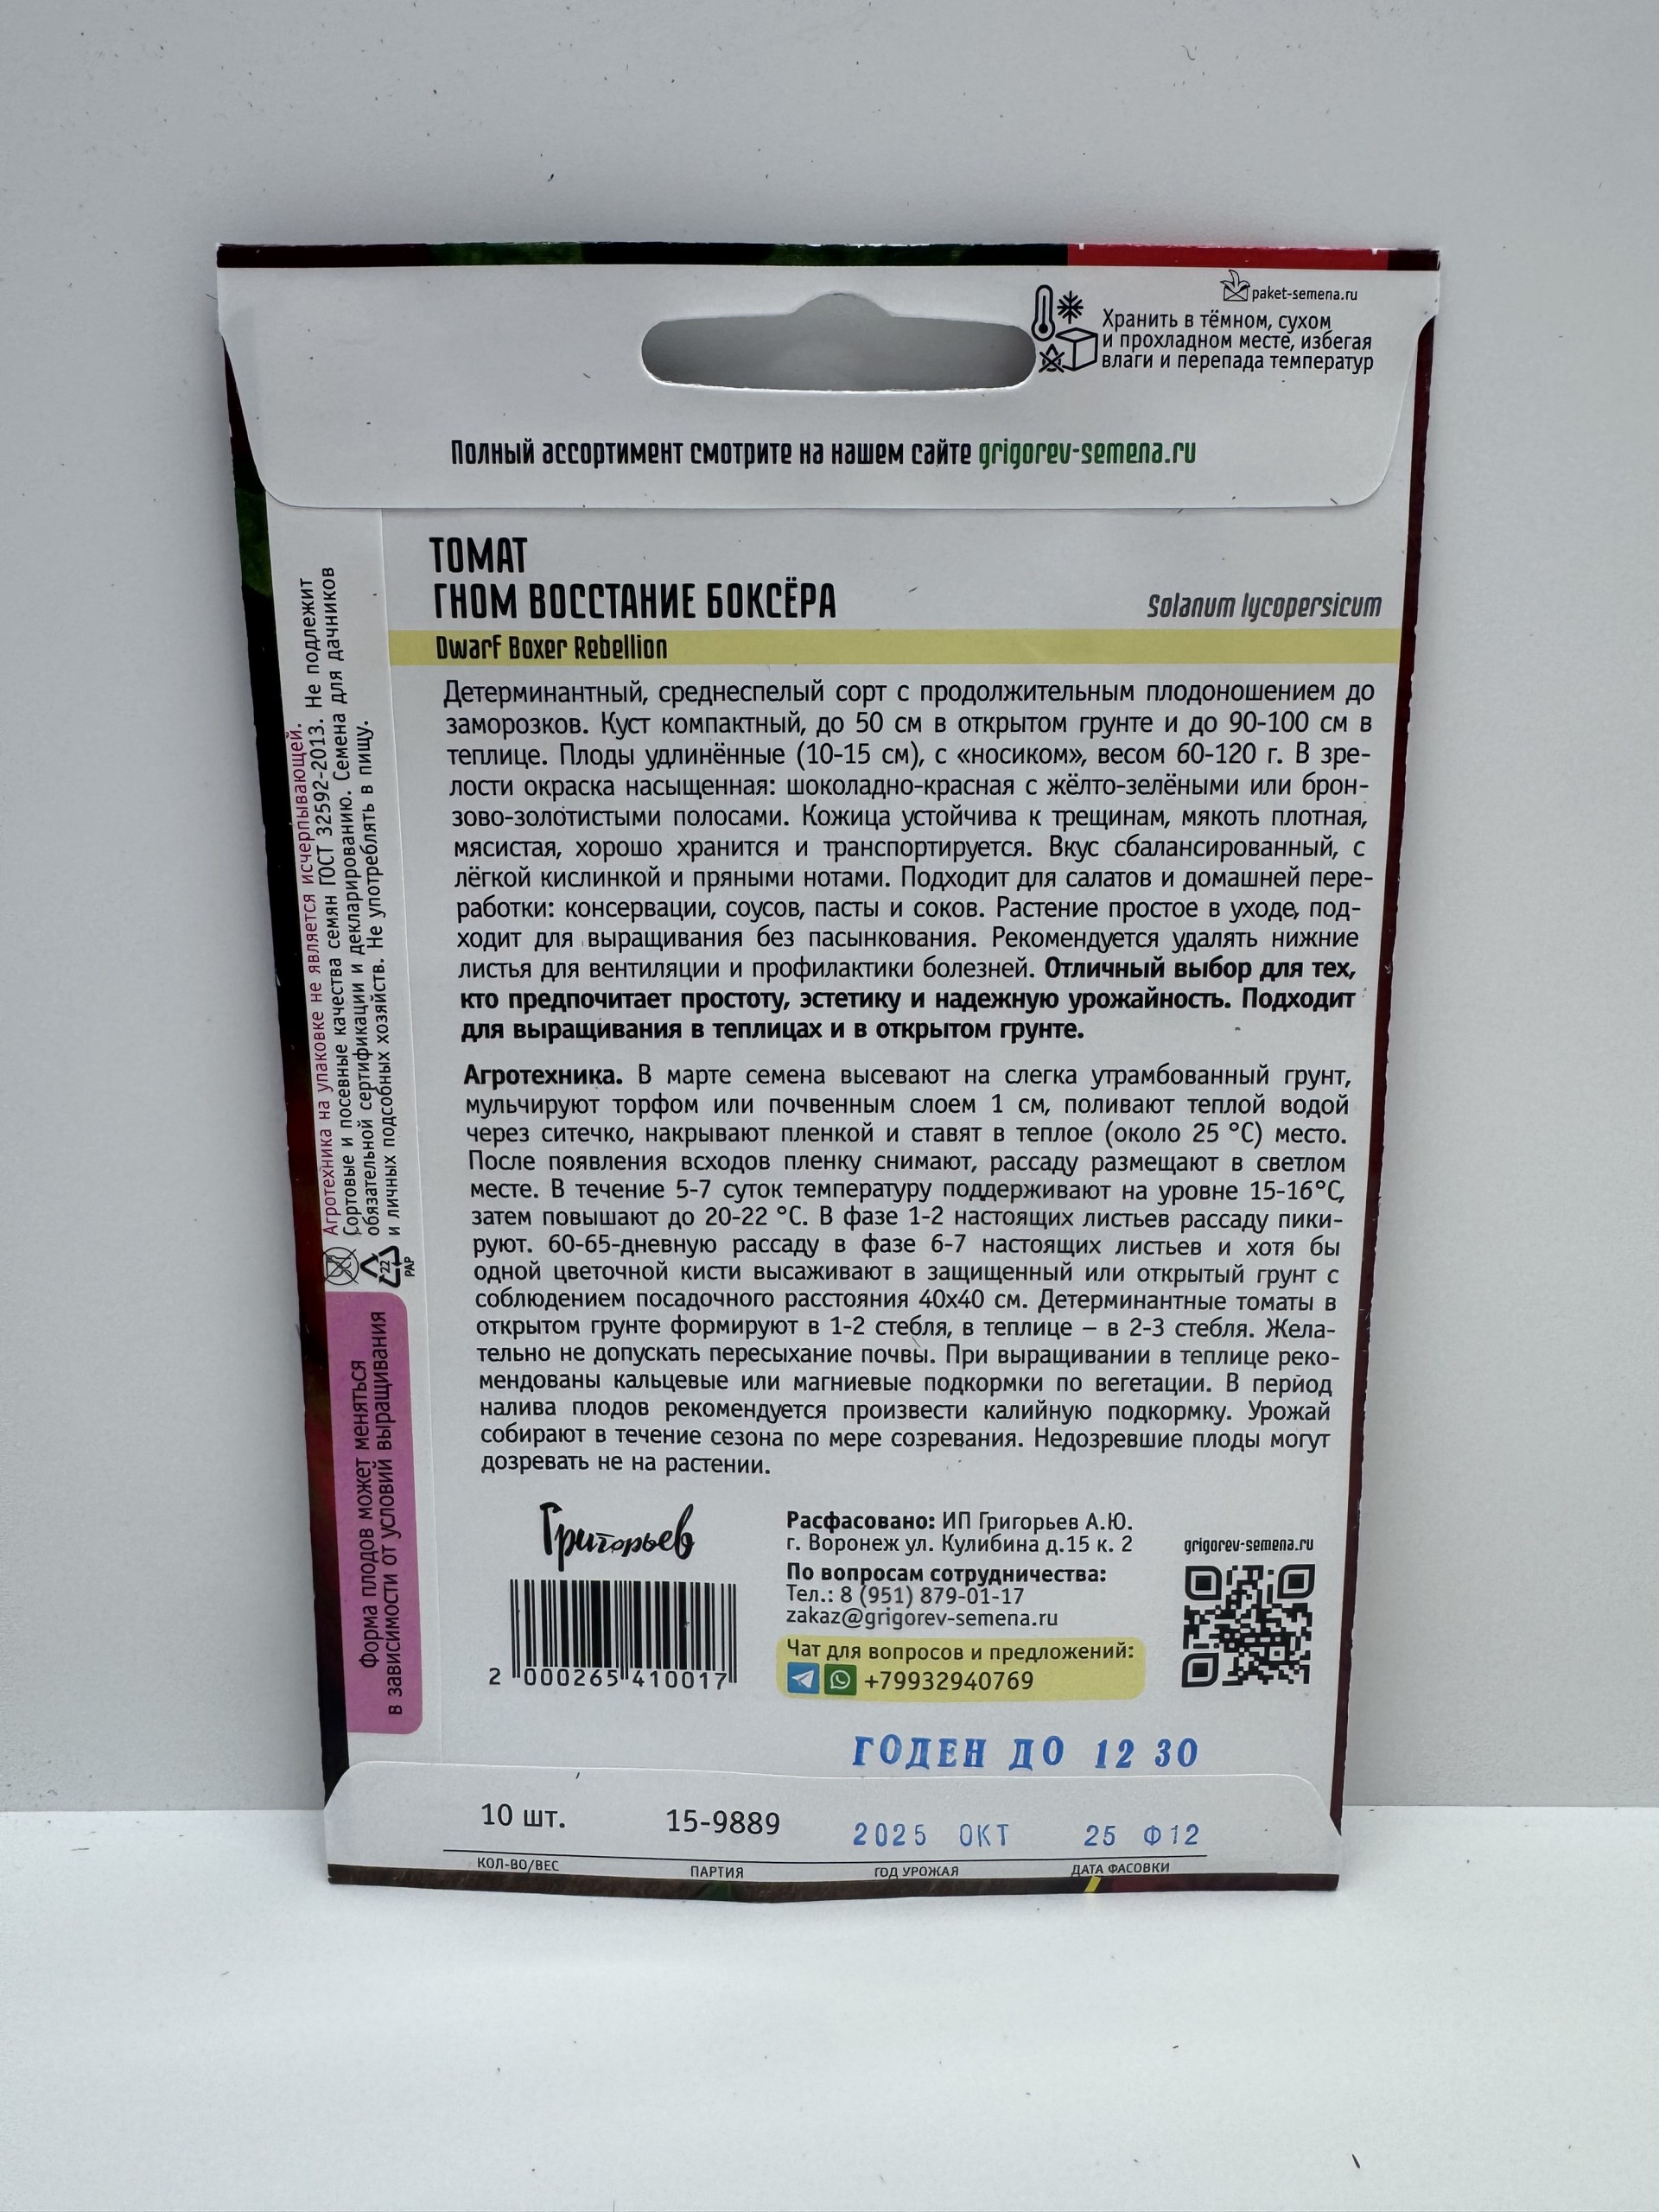 paket-semena.ru
Хранить в тёмном, сухом
и прохладном месте, избегая
влаги и перепада температур
Полный ассортимент смотрите на нашем сайте grigorev-semena.ru
ТОМАТ
ГНОМ ВОССТАНИЕ БОКСЁРА
Solanum lycopersicum
Dwarf Boxer Rebellion
Детерминантный, среднеспелый сорт с продолжительным плодоношением до
заморозков. Куст компактный, до 50 см в открытом грунте и до 90-100 см в
теплице. Плоды удлинённые (10-15 см), с «носиком», весом 60-120 г. В зре-
лости окраска насыщенная: шоколадно-красная с жёлто-зелёными или брон-
зово-золотистыми полосами. Кожица устойчива к трещинам, мякоть плотная,
мясистая, хорошо хранится и транспортируется. Вкус сбалансированный, с
лёгкой кислинкой и пряными нотами. Подходит для салатов и домашней пере-
работки: консервации, соусов, пасты и соков. Растение простое в уходе, под-
ходит для выращивания без пасынкования. Рекомендуется удалять нижние
листья для вентиляции и профилактики болезней. Отличный выбор для тех,
кто предпочитает простоту, эстетику и надежную урожайность. Подходит
для выращивания в теплицах и в открытом грунте.
Агротехника. В марте семена высевают на слегка утрамбованный грунт,
мульчируют торфом или почвенным слоем 1 см, поливают теплой водой
через ситечко, накрывают пленкой и ставят в теплое (около 25 °C) место.
После появления всходов пленку снимают, рассаду размещают в светлом
месте. В течение 5-7 суток температуру поддерживают на уровне 15-16°C,
затем повышают до 20-22 °C. В фазе 1-2 настоящих листьев рассаду пики-
руют. 60-65-дневную рассаду в фазе 6-7 настоящих листьев и хотя бы
одной цветочной кисти высаживают в защищенный или открытый грунт с
соблюдением посадочного расстояния 40х40 см. Детерминантные томаты в
открытом грунте формируют в 1-2 стебля, в теплице – в 2-3 стебля. Жела-
тельно не допускать пересыхание почвы. При выращивании в теплице реко-
мендованы кальцевые или магниевые подкормки по вегетации. В период
налива плодов рекомендуется произвести калийную подкормку. Урожай
собирают в течение сезона по мере созревания. Недозревшие плоды могут
дозревать не на растении.
Агротехника на упаковке не является исчерпывающей.
Сортовые и посевные качества семян ГОСТ 32592-2013. Не подлежит
обязательной сертификации и декларированию. Семена для дачников
и личных подсобных хозяйств. Не употреблять в пищу.
22
PAP
Форма плодов может меняться
в зависимости от условий выращивания
Григорьев
2 000265 410017
Расфасовано: ИП Григорьев А.Ю.
г. Воронеж ул. Кулибина д.15 к. 2
По вопросам сотрудничества:
Тел.: 8 (951) 879-01-17
zakaz@grigorev-semena.ru
Чат для вопросов и предложений:
+79932940769
grigorev-semena.ru
ГОДЕН ДО 12 30
10 шт. 15-9889 2025 ОКТ 25 Ф12
КОЛ-ВО/ВЕС ПАРТИЯ ГОД УРОЖАЯ ДАТА ФАСОВКИ